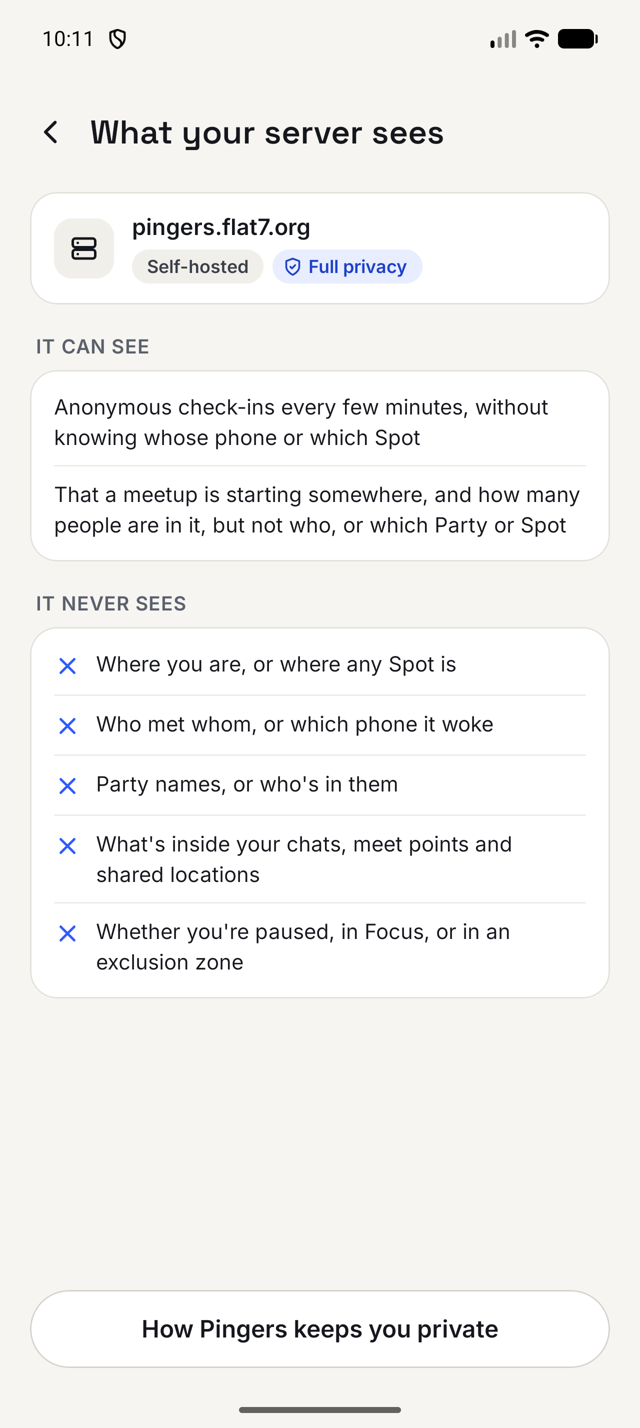 10:11
What your server sees
pingers.flat7.org
Self-hosted
Full privacy
IT CAN SEE
Anonymous check-ins every few minutes, without
knowing whose phone or which Spot
That a meetup is starting somewhere, and how many
people are in it, but not who, or which Party or Spot
IT NEVER SEES
Where you are, or where any Spot is
Who met whom, or which phone it woke
Party names, or who's in them
What's inside your chats, meet points and
shared locations
Whether you're paused, in Focus, or in an
exclusion zone
How Pingers keeps you private